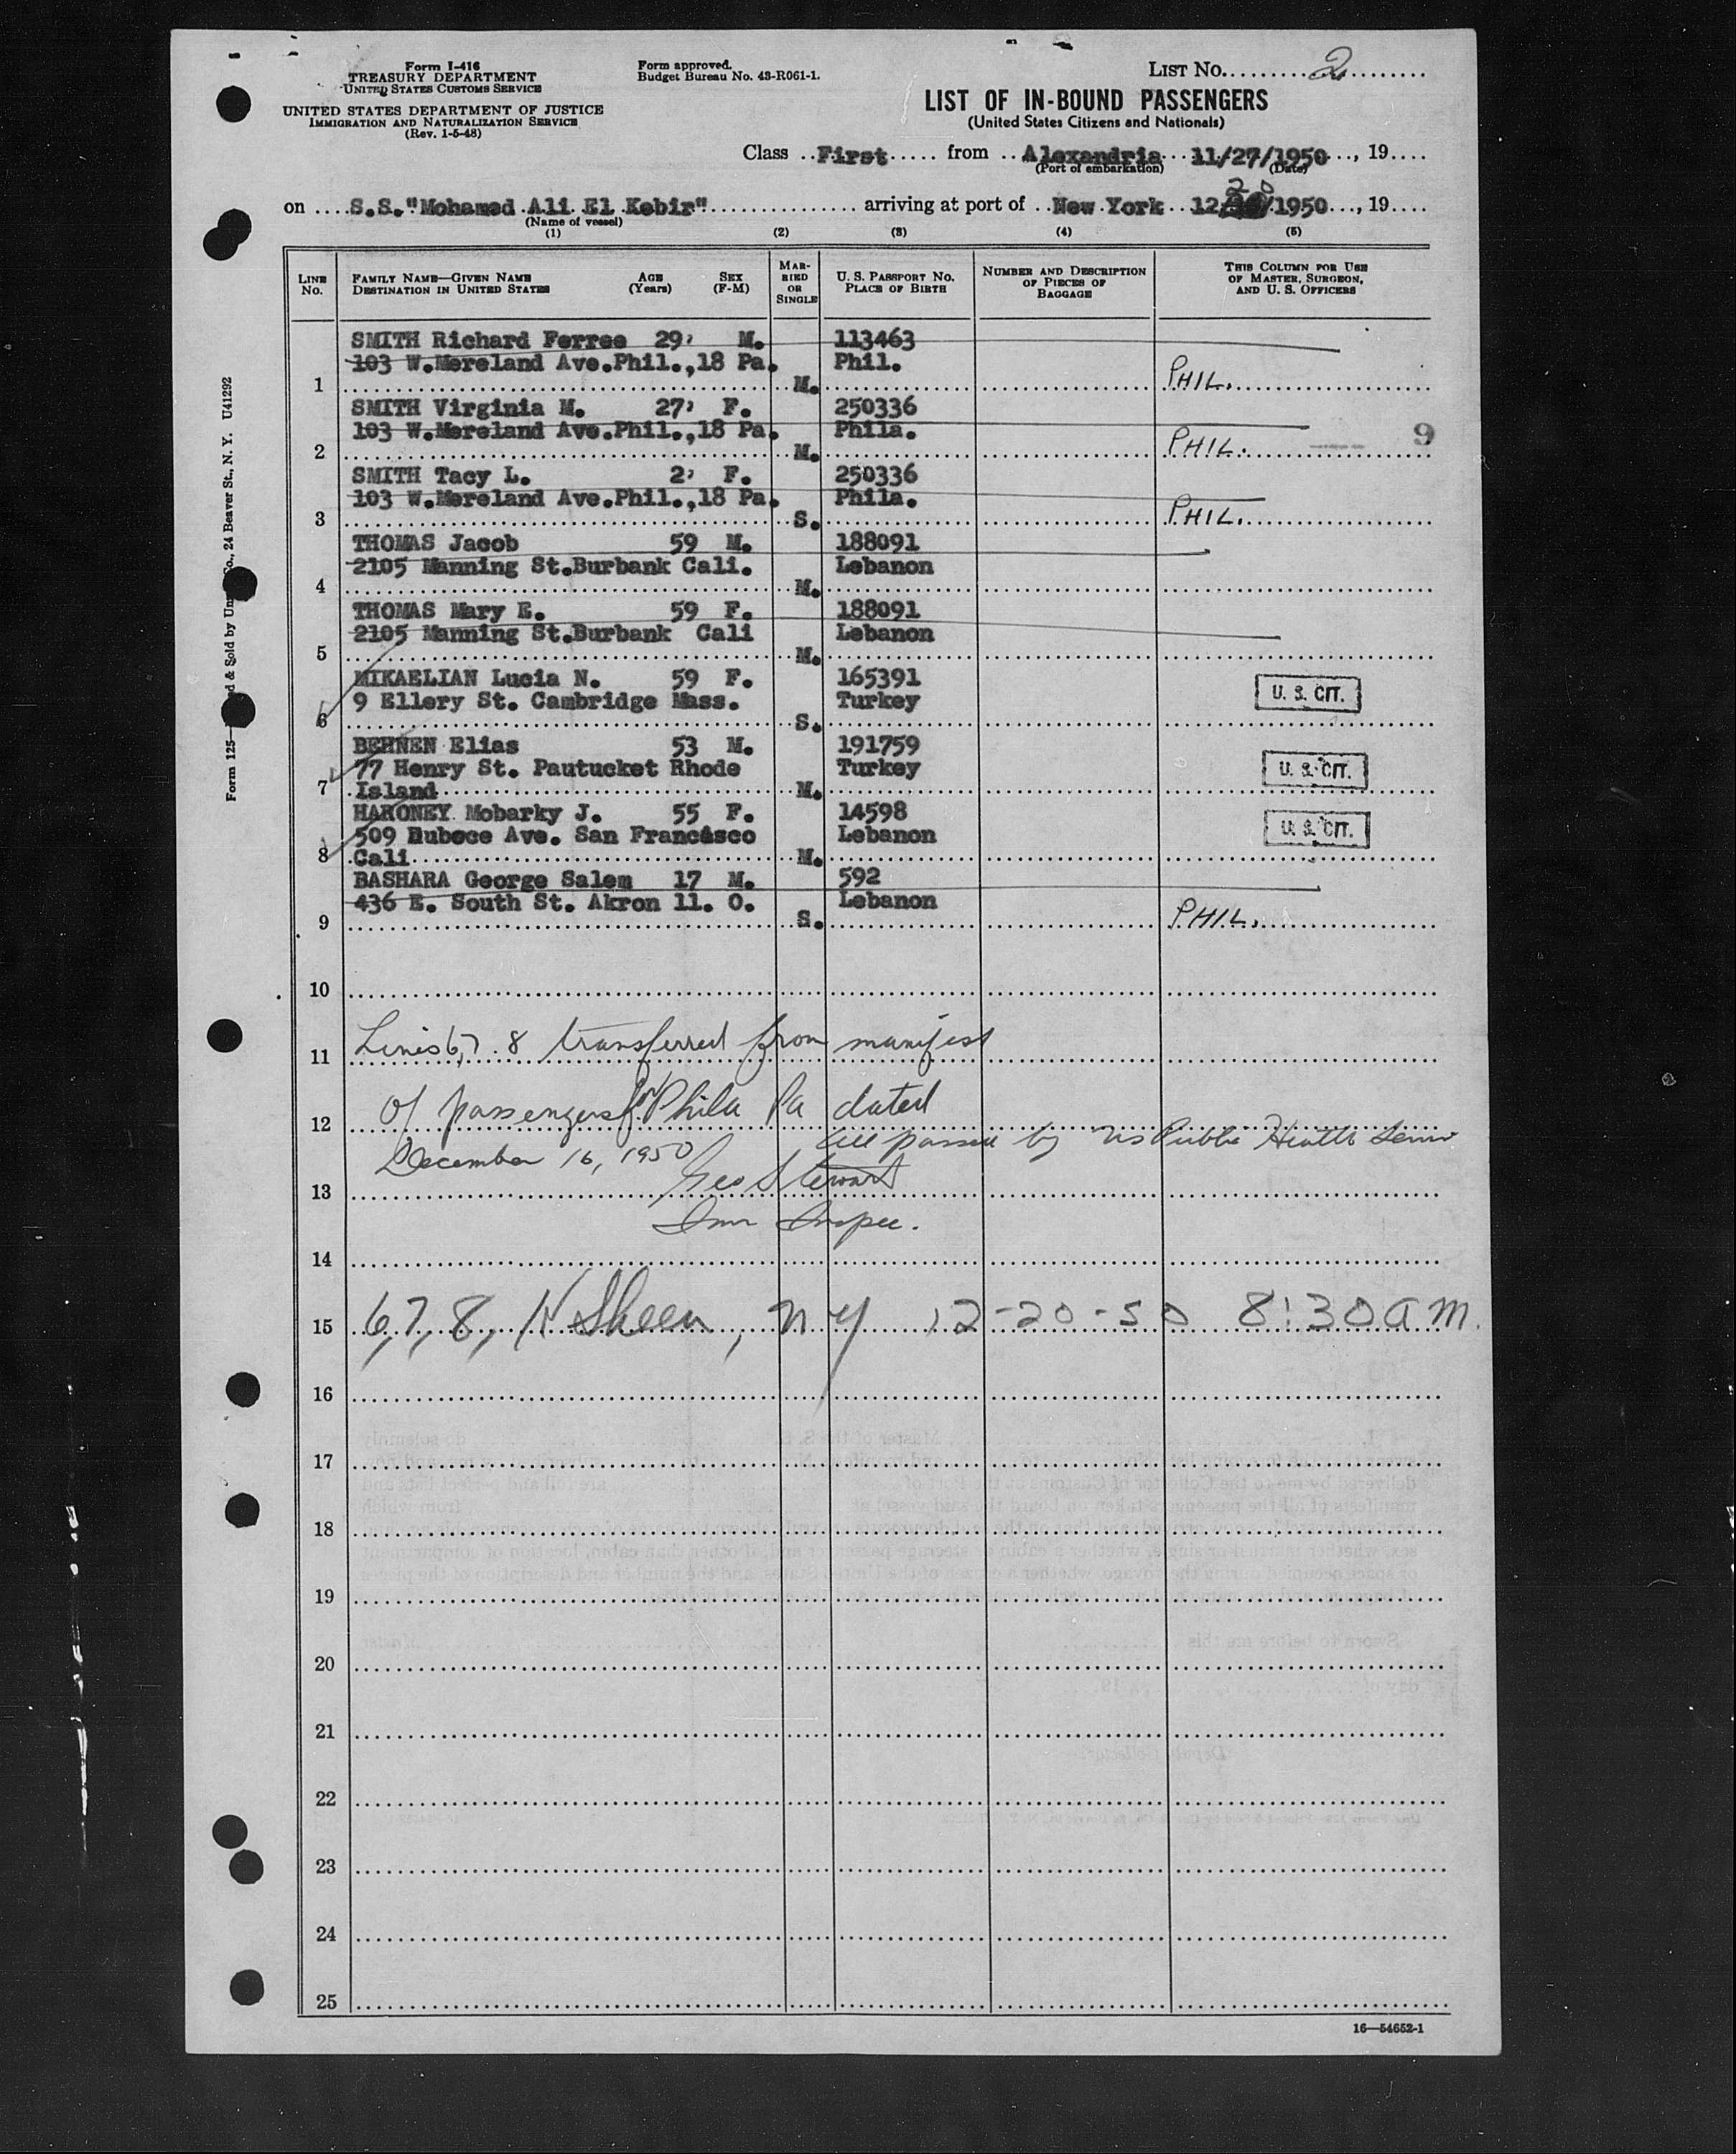 Form I-416
TREASURY DEPARTMENT
UNITED STATES CUSTOMS SERVICE
UNITED STATES DEPARTMENT OF JUSTICE
IMMIGRATION AND NATURALIZATION SERVICE
(Rev. 1-5-48)
Form approved.
Budget Bureau No. 43-R061-1.
LIST No. 2
LIST OF IN-BOUND PASSENGERS
(United States Citizens and Nationals)
Class First from Alexandria 11/27/1950, 19
(Port of embarkation) (Date)
on S.S."Mohamed Ali El Kebir" arriving at port of New York 12/20/1950, 19
(Name of vessel)
(1) (2) (3) (4) (5)
LINE No.
FAMILY NAME—GIVEN NAME AGE (Years) SEX (F-M)
DESTINATION IN UNITED STATES
MARRIED OR SINGLE
U. S. PASSPORT NO.
PLACE OF BIRTH
NUMBER AND DESCRIPTION
OF PIECES OF
BAGGAGE
THIS COLUMN FOR USE
OF MASTER, SURGEON,
AND U. S. OFFICERS
SMITH Richard Ferree 29 M. 113463
103 W.Mereland Ave.Phil.,18 Pa. Phil.
1 M. PHIL.
SMITH Virginia M. 27 F. 250336
103 W.Mereland Ave.Phil.,18 Pa. Phila. 9
2 M. PHIL.
SMITH Tacy L. 2 F. 250336
103 W.Mereland Ave.Phil.,18 Pa. Phila.
3 S. PHIL.
THOMAS Jacob 59 M. 188091
2105 Manning St.Burbank Cali. Lebanon
4 M.
THOMAS Mary E. 59 F. 188091
2105 Manning St.Burbank Cali Lebanon
5 M.
MIKAELIAN Lucia N. 59 F. 165391 U. S. CIT.
9 Ellery St. Cambridge Mass. Turkey
6 S.
BEHNEN Elias 53 M. 191759
77 Henry St. Pautucket Rhode Turkey U. S. CIT.
7 Island M.
HARONEY Mobarky J. 55 F. 14598
509 Duboce Ave. San Francisco Lebanon U. S. CIT.
8 Cali M.
BASHARA George Salem 17 M. 592
436 E. South St. Akron 11. O. Lebanon
9 S. PHIL.
10
11 Lines 6,7.8 transferred from manifest
12 of passengers for Phila Pa dated
December 16, 1950 all passed by US Public Health Service
13 Geo Stewart
Imm Inspec.
14
15 6,7,8, H Sheen, NY 12-20-50 8:30 AM.
16
17
18
19
20
21
22
23
24
25
16—54652-1